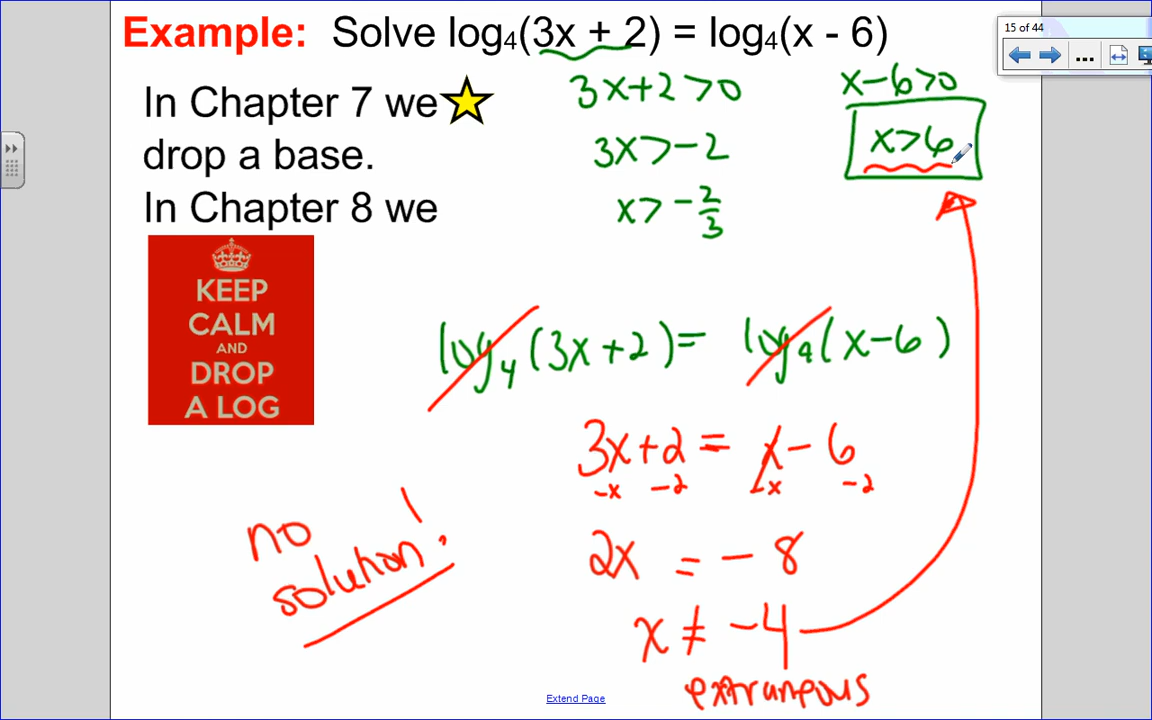 Example: Solve log₄(3x + 2) = log₄(x - 6)
15 of 44
In Chapter 7 we
drop a base.
In Chapter 8 we
KEEP
CALM
AND
DROP
A LOG
3x+2>0
3x>-2
x> -2/3
x-6>0
x>6
log₄(3x+2)= log₄(x-6)
3x+2 = x-6
-x -2 -x -2
2x = -8
x ≠ -4
extraneous
no
solution!
Extend Page